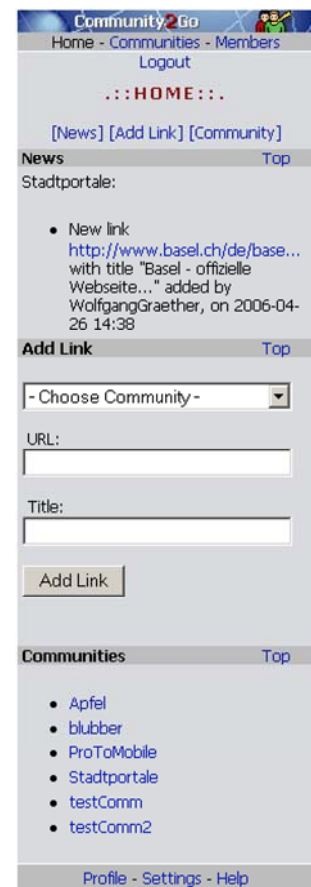 Community2Go
Home - Communities - Members
Logout
.::HOME::.
[News] [Add Link] [Community]
News Top
Stadtportale:
• New link
http://www.basel.ch/de/base...
with title "Basel - offizielle
Webseite..." added by
WolfgangGraether, on 2006-04-
26 14:38
Add Link Top
- Choose Community -
URL:
Title:
Add Link
Communities Top
• Apfel
• blubber
• ProToMobile
• Stadtportale
• testComm
• testComm2
Profile - Settings - Help